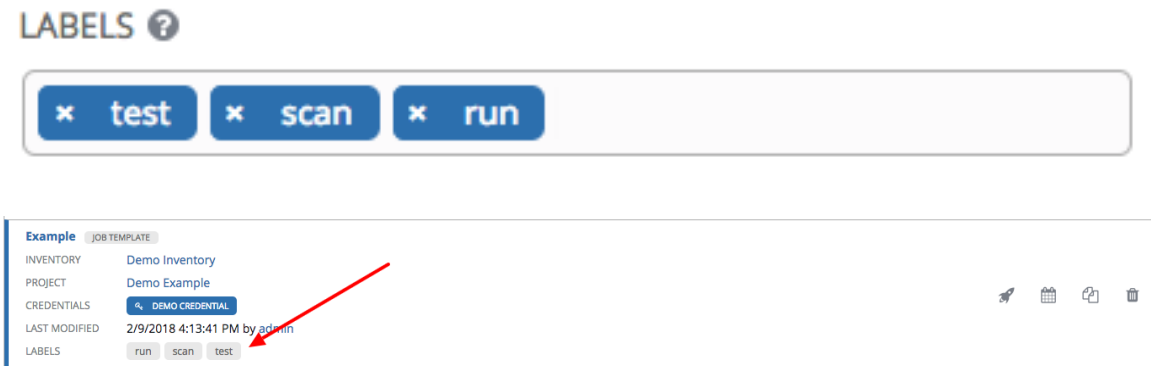 LABELS ?
× test × scan × run
Example JOB TEMPLATE
INVENTORY Demo Inventory
PROJECT Demo Example
CREDENTIALS DEMO CREDENTIAL
LAST MODIFIED 2/9/2018 4:13:41 PM by admin
LABELS run scan test